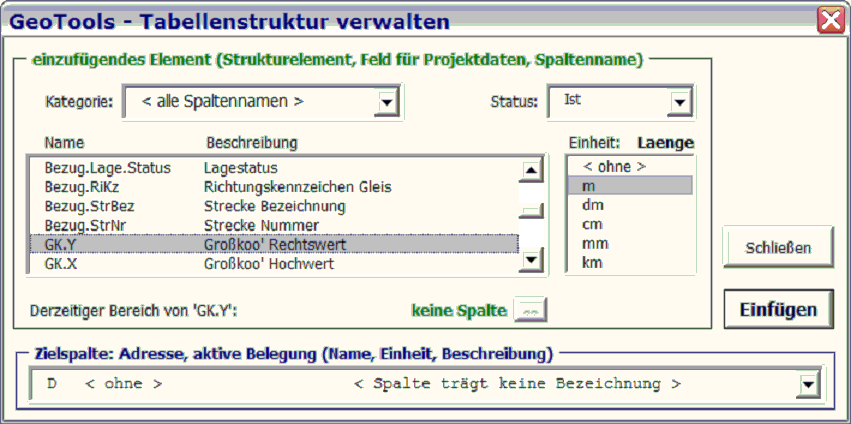 GeoTools - Tabellenstruktur verwalten
einzufügendes Element (Strukturelement, Feld für Projektdaten, Spaltenname)
Kategorie: < alle Spaltennamen > Status: Ist
Name Beschreibung Einheit: Laenge
Bezug.Lage.Status Lagestatus < ohne >
Bezug.RiKz Richtungskennzeichen Gleis m
Bezug.StrBez Strecke Bezeichnung dm
Bezug.StrNr Strecke Nummer cm
GK.Y Großkoo' Rechtswert mm
GK.X Großkoo' Hochwert km
Schließen
Derzeitiger Bereich von 'GK.Y': keine Spalte ...
Einfügen
Zielspalte: Adresse, aktive Belegung (Name, Einheit, Beschreibung)
D < ohne > < Spalte trägt keine Bezeichnung >